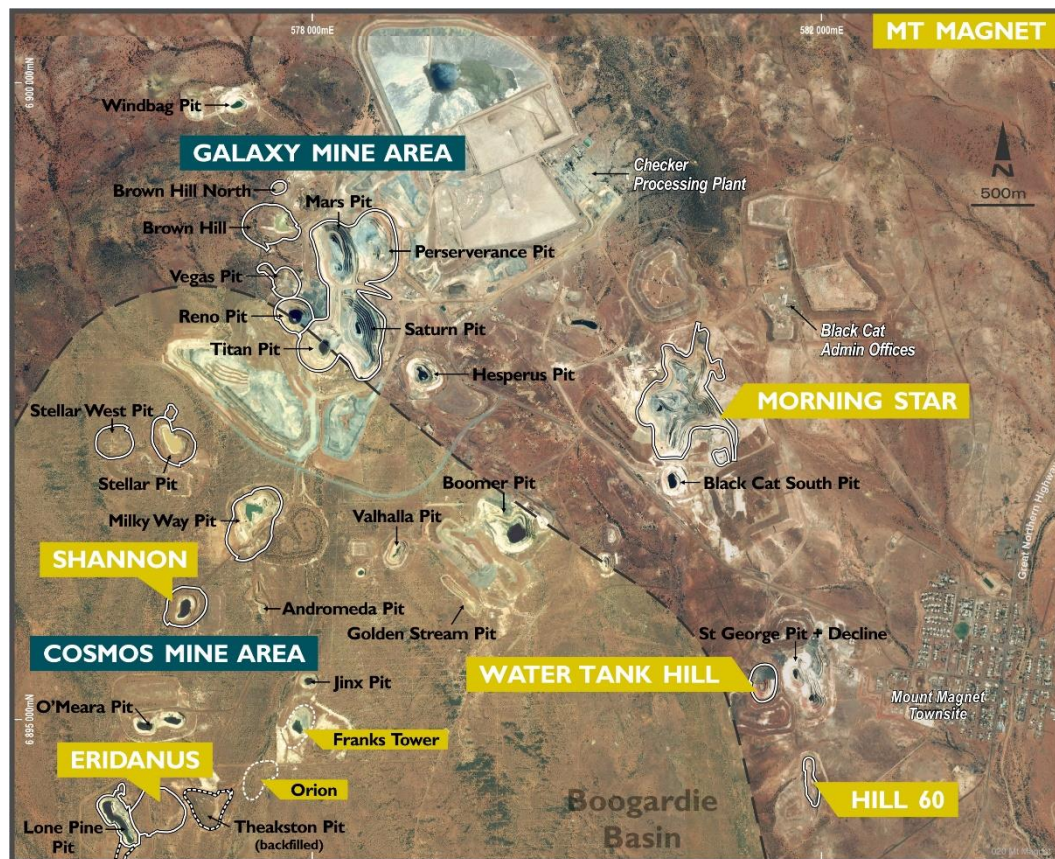 578 000mE
582 000mE
MT MAGNET
6 900 000mN
Windbag Pit
GALAXY MINE AREA
Checker
Processing Plant
N
500m
Brown Hill North
Mars Pit
Brown Hill
Perserverance Pit
Vegas Pit
Reno Pit
Saturn Pit
Titan Pit
Black Cat
Admin Offices
Hesperus Pit
MORNING STAR
Stellar West Pit
Stellar Pit
Boomer Pit
Black Cat South Pit
Milky Way Pit
Valhalla Pit
Great Northern Highway
SHANNON
Andromeda Pit
Golden Stream Pit
St George Pit + Decline
COSMOS MINE AREA
WATER TANK HILL
Jinx Pit
Mount Magnet
Townsite
O'Meara Pit
6 895 000mN
Franks Tower
ERIDANUS
Orion
HILL 60
Boogardie
Basin
Lone Pine
Pit
Theakston Pit
(backfilled)